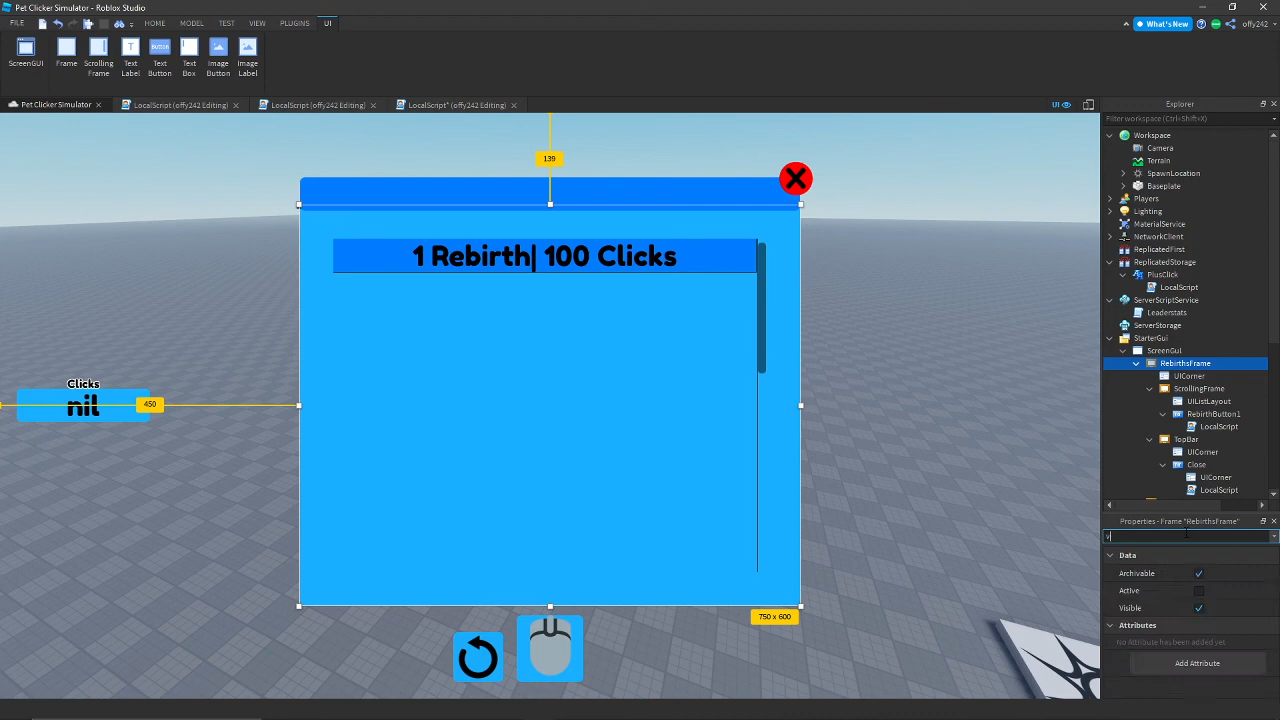 Pet Clicker Simulator - Roblox Studio
FILE HOME MODEL TEST VIEW PLUGINS UI
What's New offy242
ScreenGUI Frame Scrolling Frame Text Label Text Button Text Box Image Button Image Label
T BUTTON I
Pet Clicker Simulator × LocalScript (offy242 Editing) × LocalScript (offy242 Editing) × LocalScript* (offy242 Editing) × UI
Explorer
Filter workspace (Ctrl+Shift+X)
Workspace
Camera
Terrain
SpawnLocation
Baseplate
Players
Lighting
MaterialService
NetworkClient
ReplicatedFirst
ReplicatedStorage
PlusClick
LocalScript
ServerScriptService
Leaderstats
ServerStorage
StarterGui
ScreenGui
RebirthsFrame
UICorner
ScrollingFrame
UIListLayout
RebirthButton1
LocalScript
TopBar
UICorner
Close
UICorner
LocalScript
139
X
1 Rebirth| 100 Clicks
Clicks
nil
450
750 x 600
Properties - Frame "RebirthsFrame"
v
Data
Archivable
Active
Visible
Attributes
No Attribute has been added yet
Add Attribute